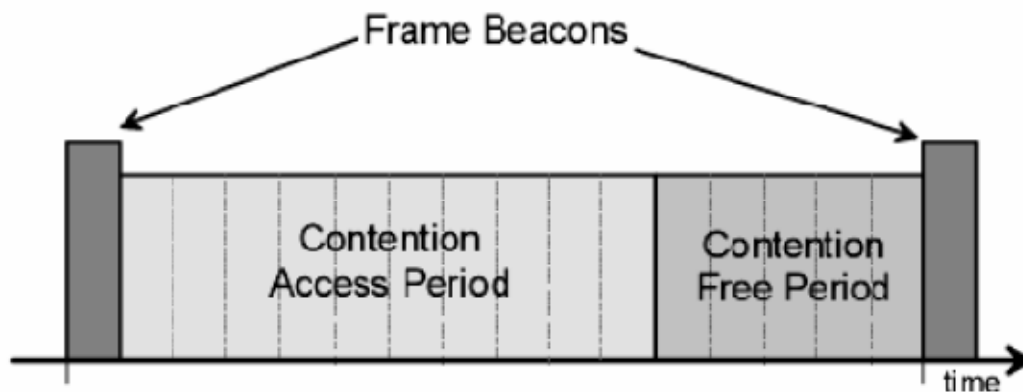 Frame Beacons
Contention
Access Period
Contention
Free Period
time